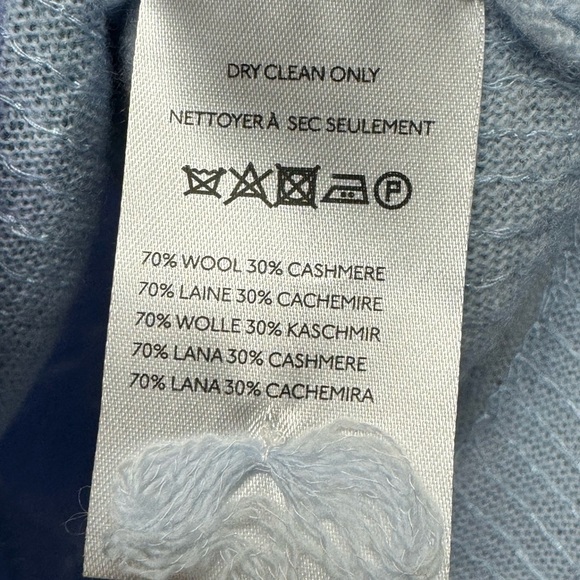 DRY CLEAN ONLY
NETTOYER À SEC SEULEMENT
P
70% WOOL 30% CASHMERE
70% LAINE 30% CACHEMIRE
70% WOLLE 30% KASCHMIR
70% LANA 30% CASHMERE
70% LANA 30% CACHEMIRA